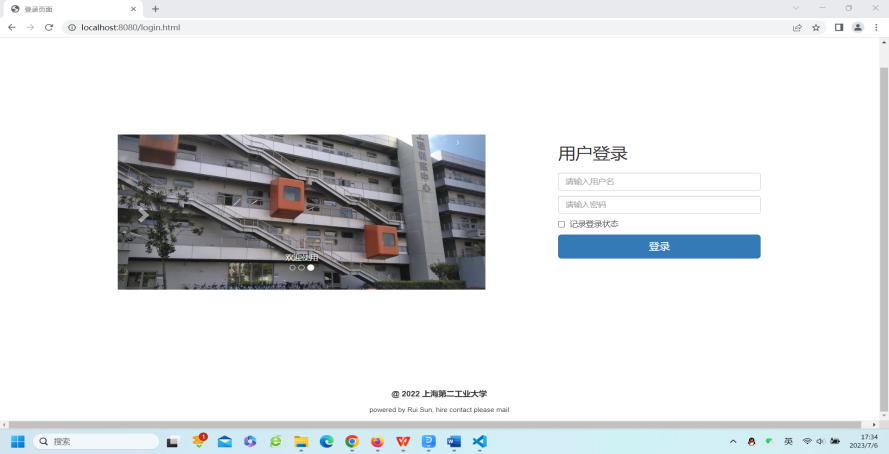 登录页面
localhost:8080/login.html
用户登录
请输入用户名
请输入密码
记录登录状态
登录
欢迎使用
@ 2022 上海第二工业大学
powered by Rui Sun, hire contact please mail
搜索
1
英
17:34
2023/7/6